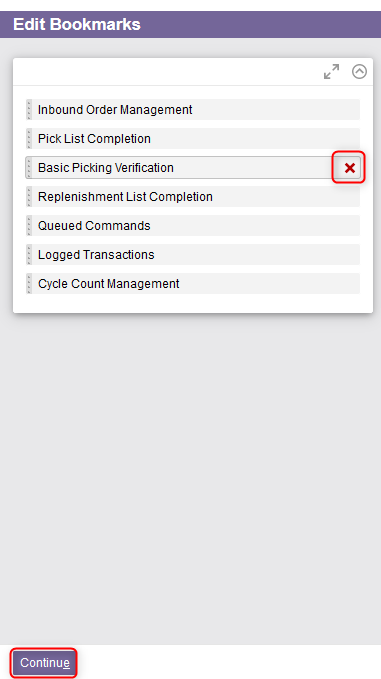 Edit Bookmarks
Inbound Order Management
Pick List Completion
Basic Picking Verification
Replenishment List Completion
Queued Commands
Logged Transactions
Cycle Count Management
Continue